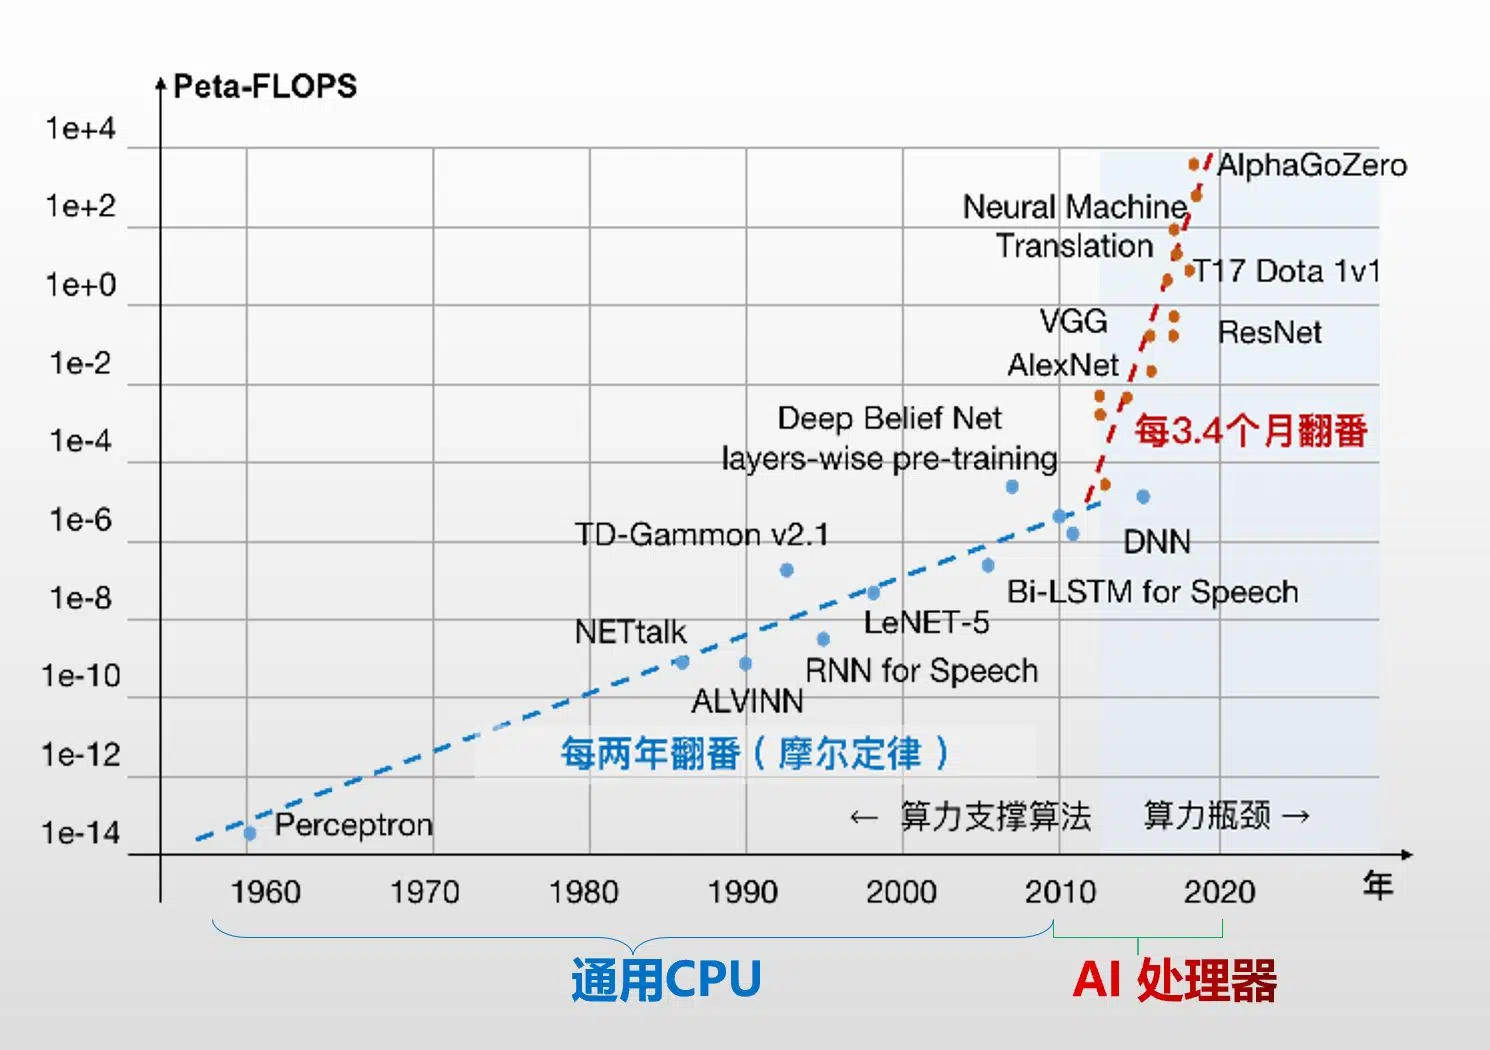 Peta-FLOPS
1e+4
AlphaGoZero
1e+2
Neural Machine
Translation
1e+0
T17 Dota 1v1
VGG
ResNet
1e-2
AlexNet
Deep Belief Net
layers-wise pre-training
每3.4个月翻番
1e-4
1e-6
TD-Gammon v2.1
DNN
1e-8
Bi-LSTM for Speech
NETtalk
LeNET-5
1e-10
RNN for Speech
ALVINN
1e-12
每两年翻番（摩尔定律）
1e-14
Perceptron
← 算力支撑算法
算力瓶颈 →
1960 1970 1980 1990 2000 2010 2020 年
通用CPU
AI 处理器